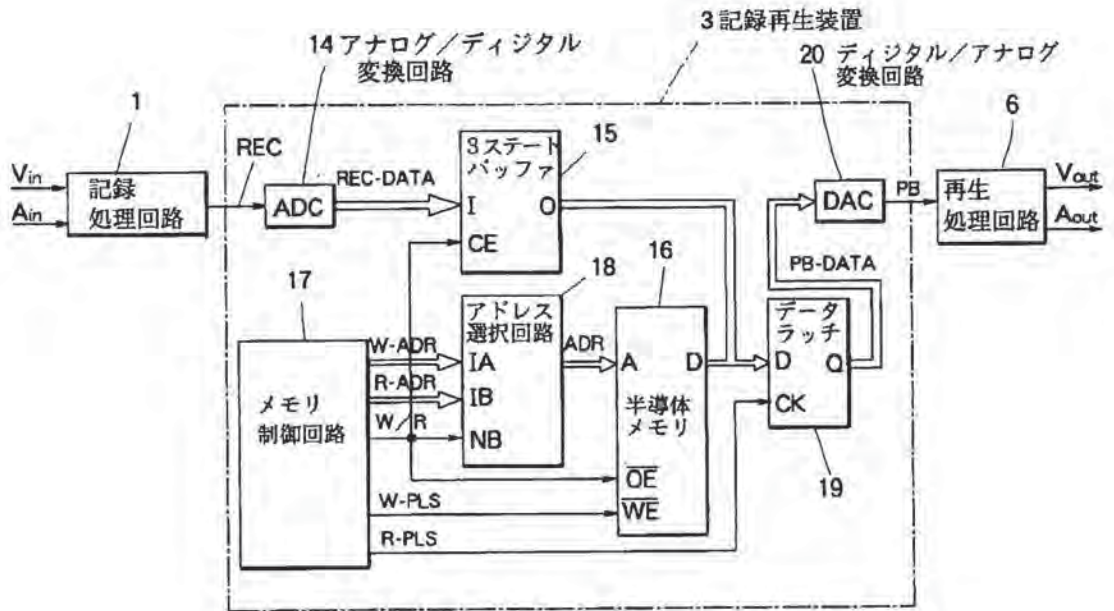 3 記録再生装置
14 アナログ/ディジタル
変換回路
20 ディジタル/アナログ
変換回路
1
REC
15
6
Vin
Ain
記録
処理回路
ADC
REC-DATA
3ステート
バッファ
I
O
CE
DAC
PB
再生
処理回路
Vout
Aout
PB-DATA
17
18
16
アドレス
選択回路
ADR
データ
ラッチ
W-ADR
IA
A
D
D
Q
R-ADR
IB
CK
メモリ
制御回路
W/R
NB
半導体
メモリ
OE
19
W-PLS
WE
R-PLS